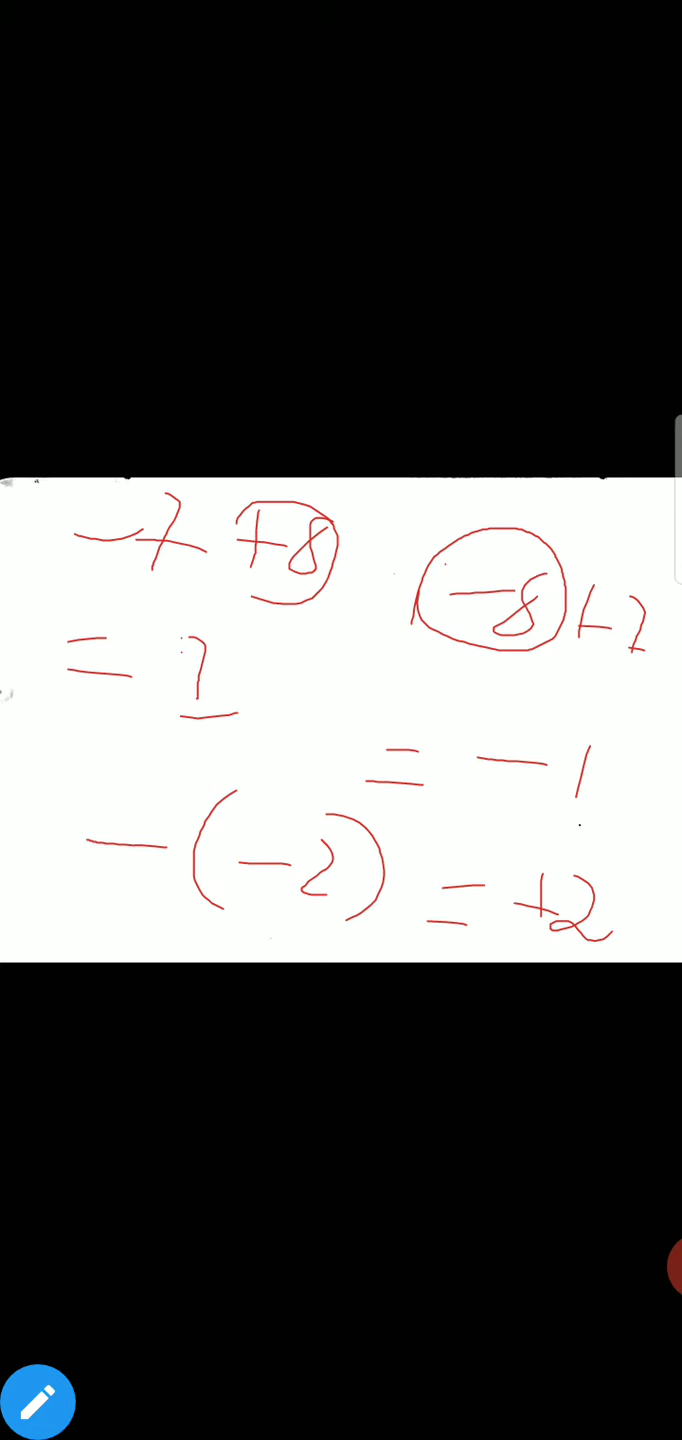 -7 +8
= 1
-8+7
= -1
-(-2) = +2